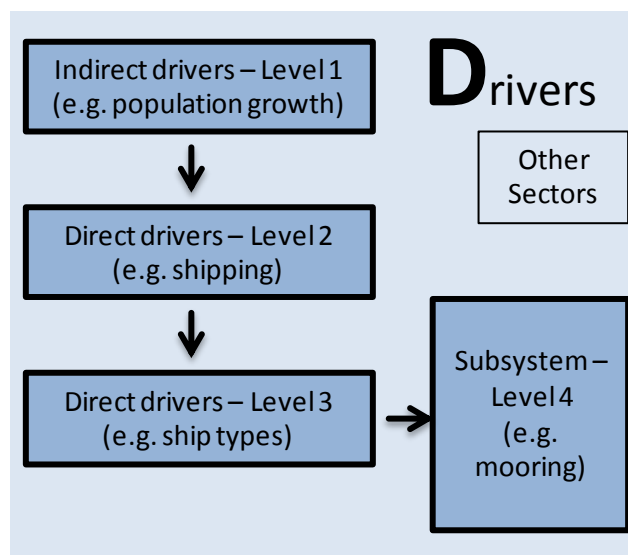 Indirect drivers – Level 1
(e.g. population growth)
Drivers
Other
Sectors
Direct drivers – Level 2
(e.g. shipping)
Direct drivers – Level 3
(e.g. ship types)
Subsystem –
Level 4
(e.g.
mooring)